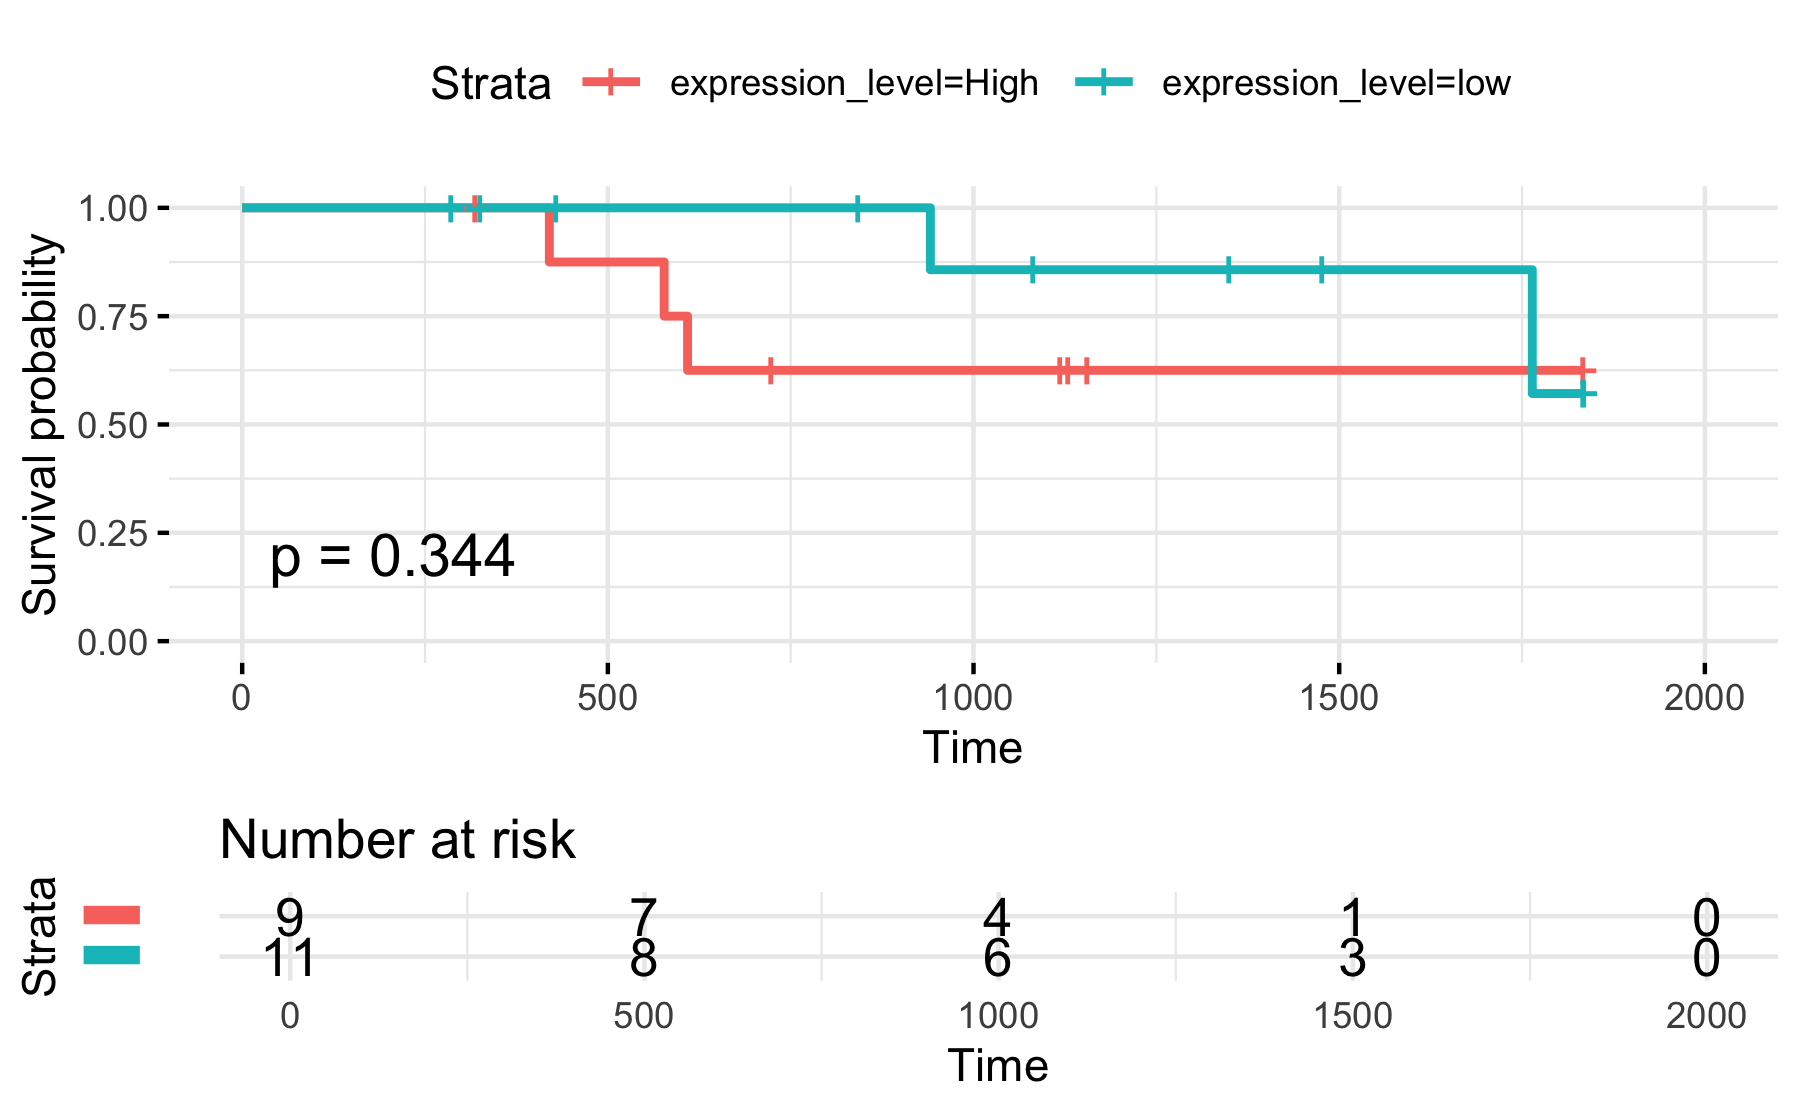 Strata expression_level=High expression_level=low
Survival probability
1.00
0.75
0.50
0.25
0.00
p = 0.344
0 500 1000 1500 2000
Time
Number at risk
Strata
9 7 4 1 0
11 8 6 3 0
0 500 1000 1500 2000
Time